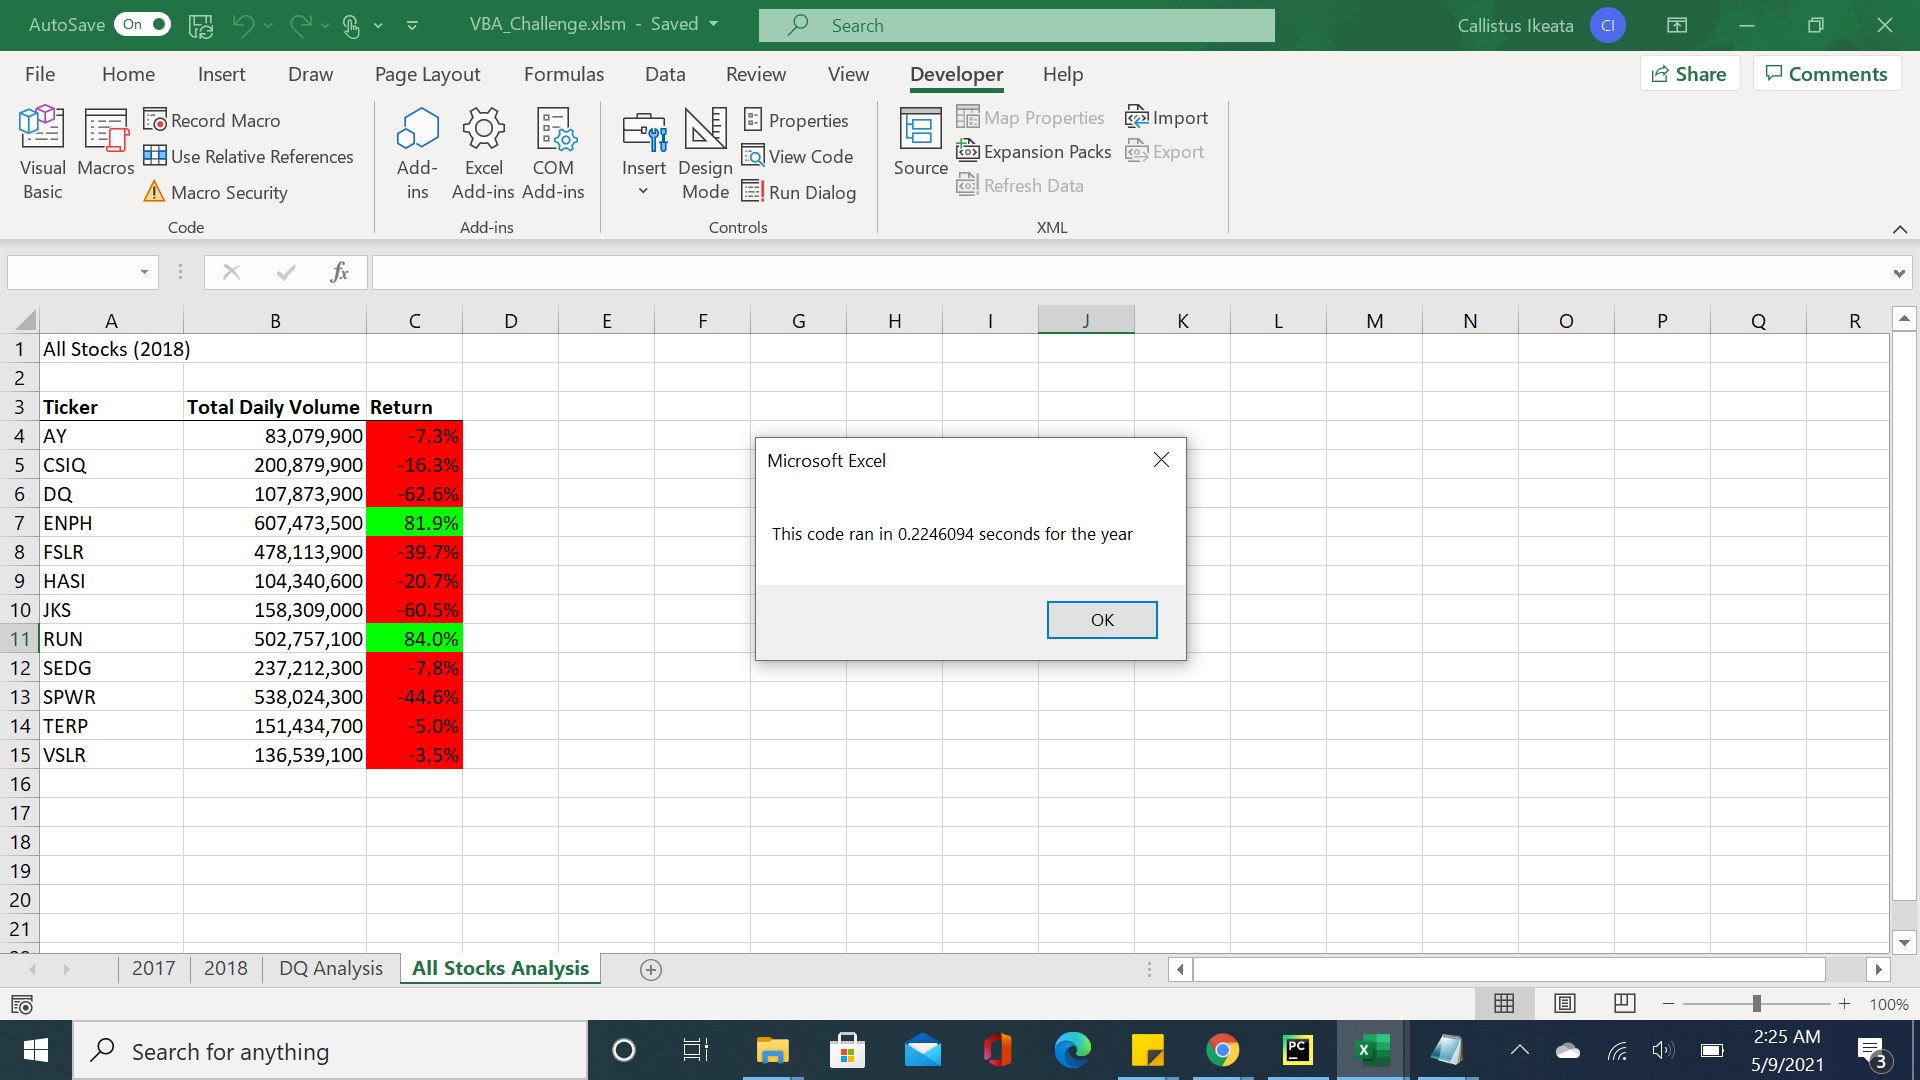 AutoSave On VBA_Challenge.xlsm - Saved Search Callistus Ikeata CI
File Home Insert Draw Page Layout Formulas Data Review View Developer Help Share Comments
Visual Basic
Macros
Record Macro
Use Relative References
Macro Security
Code
Add-ins
Excel Add-ins
COM Add-ins
Add-ins
Insert
Design Mode
Properties
View Code
Run Dialog
Controls
Source
Map Properties
Expansion Packs
Refresh Data
Import
Export
XML
fx
A B C D E F G H I J K L M N O P Q R
1 All Stocks (2018)
2
3 Ticker Total Daily Volume Return
4 AY 83,079,900 -7.3%
5 CSIQ 200,879,900 -16.3%
6 DQ 107,873,900 -62.6%
7 ENPH 607,473,500 81.9%
8 FSLR 478,113,900 -39.7%
9 HASI 104,340,600 -20.7%
10 JKS 158,309,000 -60.5%
11 RUN 502,757,100 84.0%
12 SEDG 237,212,300 -7.8%
13 SPWR 538,024,300 -44.6%
14 TERP 151,434,700 -5.0%
15 VSLR 136,539,100 -3.5%
16
17
18
19
20
21
Microsoft Excel
This code ran in 0.2246094 seconds for the year
OK
2017 2018 DQ Analysis All Stocks Analysis
100%
Search for anything
PC
2:25 AM
5/9/2021
3